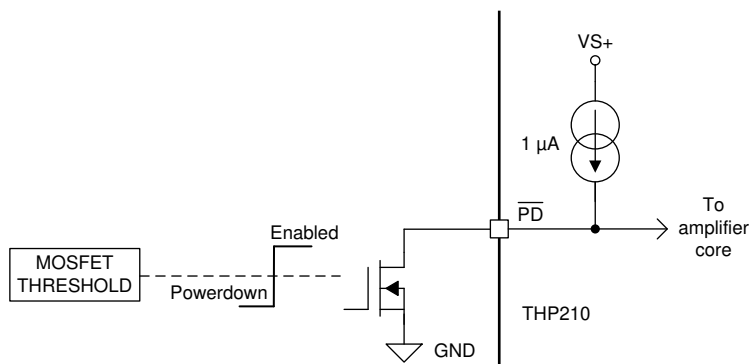 VS+
1 µA
PD
To
amplifier
core
Enabled
MOSFET
THRESHOLD
Powerdown
THP210
GND